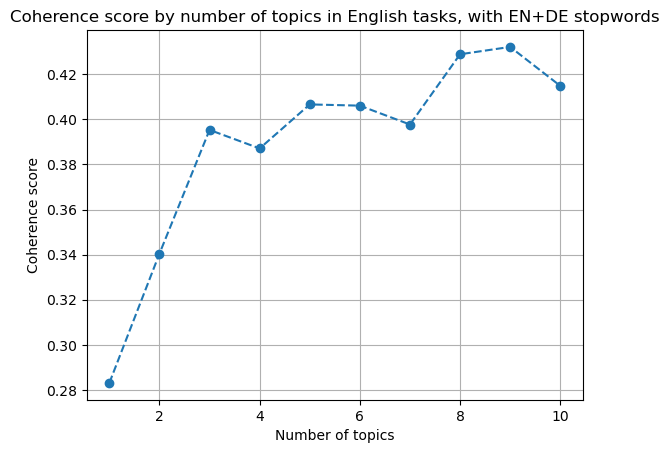 Coherence score by number of topics in English tasks, with EN+DE stopwords
Coherence score
0.42
0.40
0.38
0.36
0.34
0.32
0.30
0.28
2 4 6 8 10
Number of topics